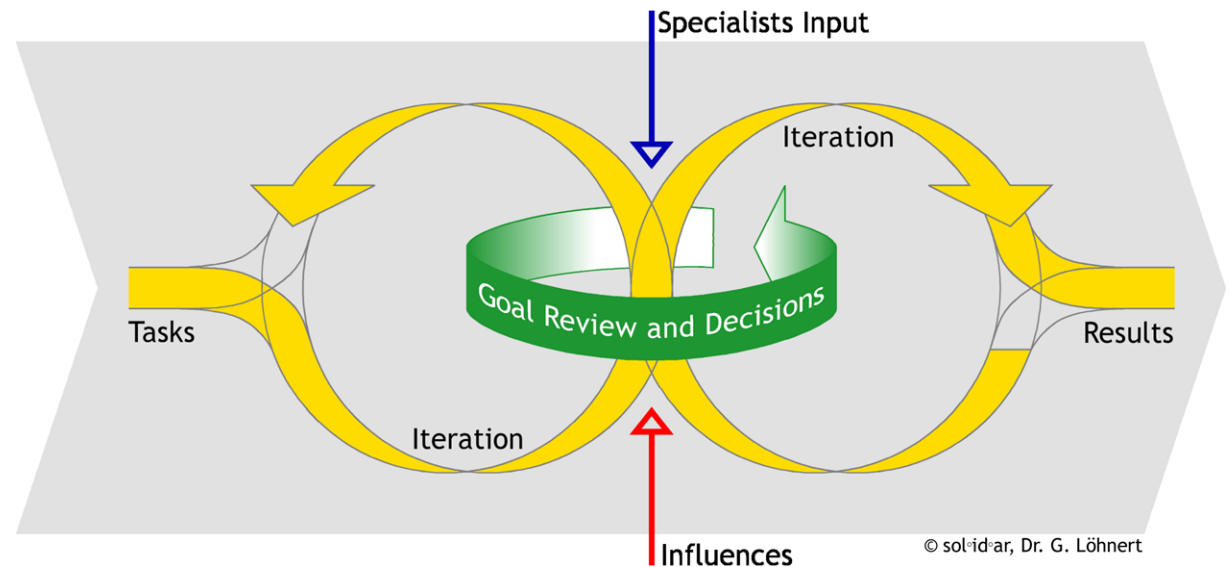 Specialists Input
Iteration
Goal Review and Decisions
Tasks
Results
Iteration
Influences
© sol◦id◦ar, Dr. G. Löhnert